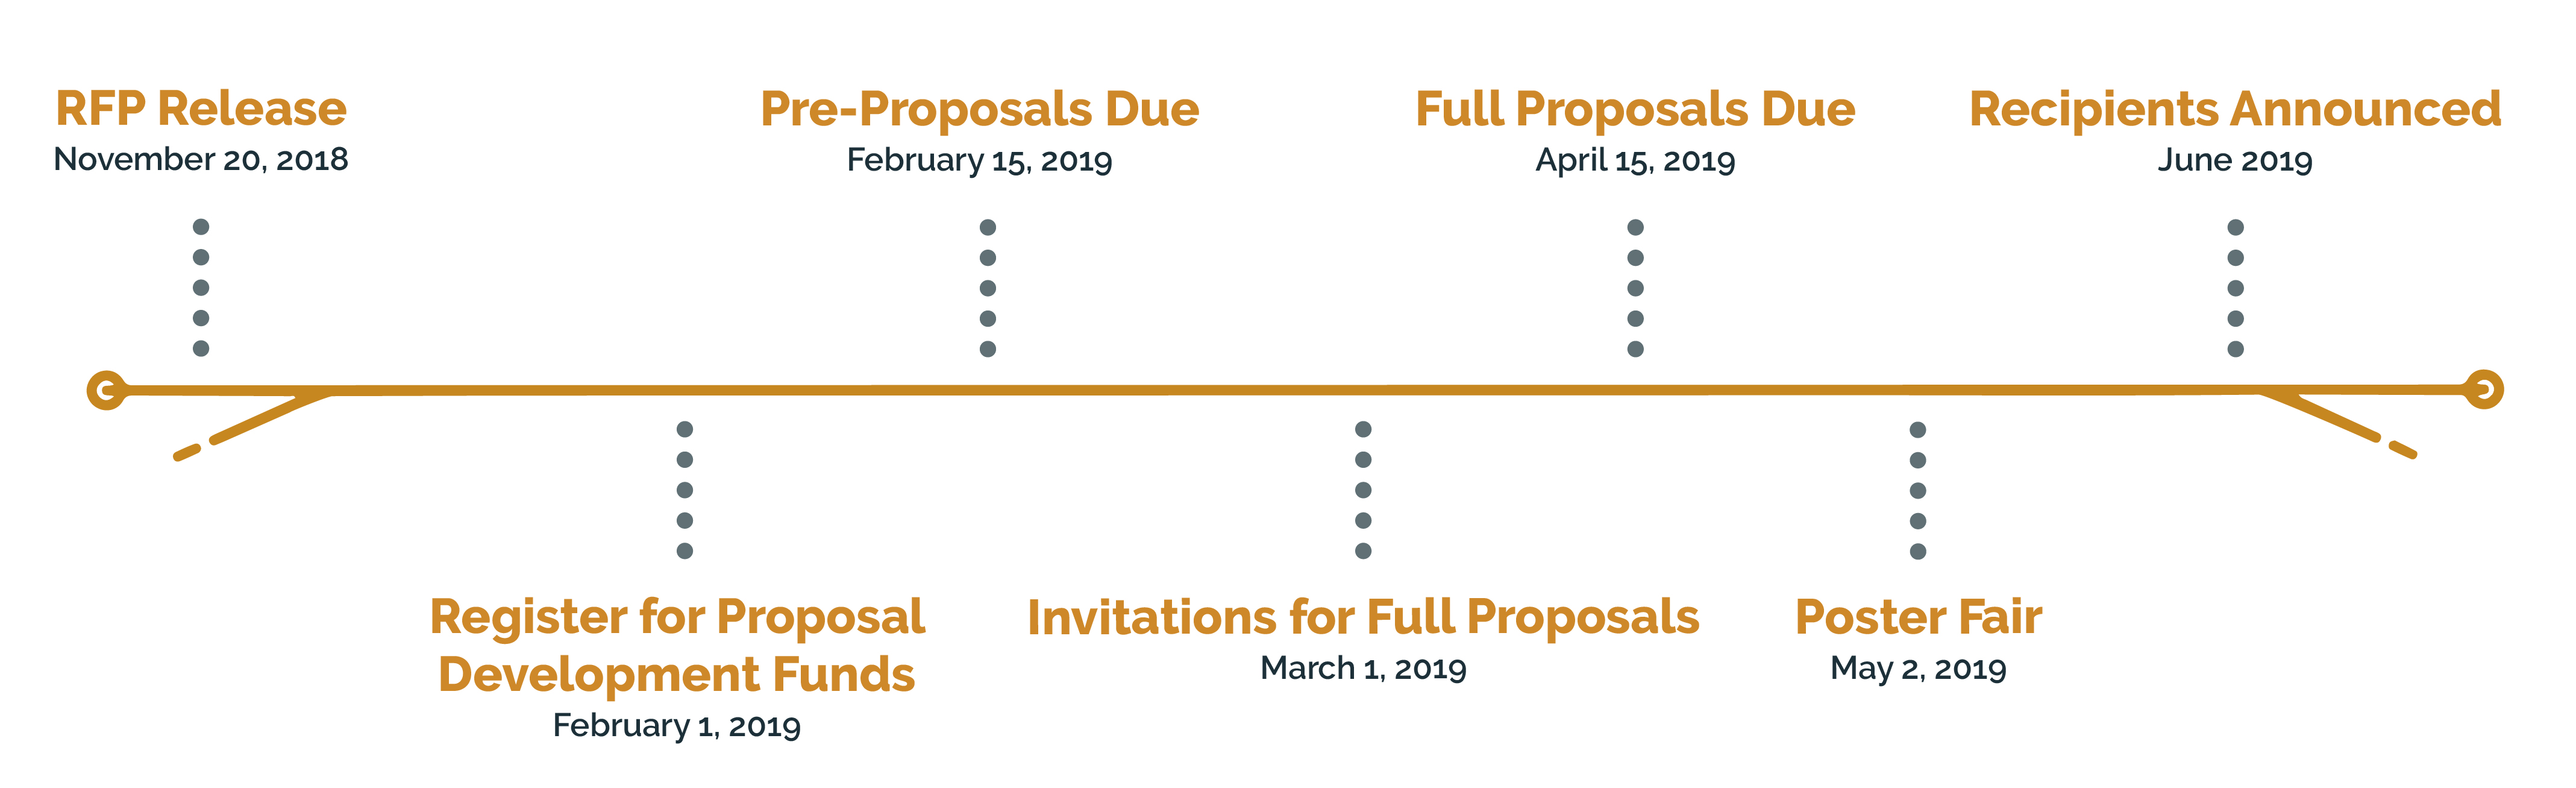 RFP Release
November 20, 2018
Pre-Proposals Due
February 15, 2019
Full Proposals Due
April 15, 2019
Recipients Announced
June 2019
Register for Proposal
Development Funds
February 1, 2019
Invitations for Full Proposals
March 1, 2019
Poster Fair
May 2, 2019